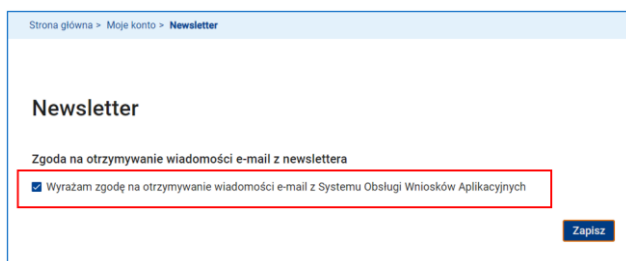 Strona główna > Moje konto > Newsletter
Newsletter
Zgoda na otrzymywanie wiadomości e-mail z newslettera
Wyrażam zgodę na otrzymywanie wiadomości e-mail z Systemu Obsługi Wniosków Aplikacyjnych
Zapisz